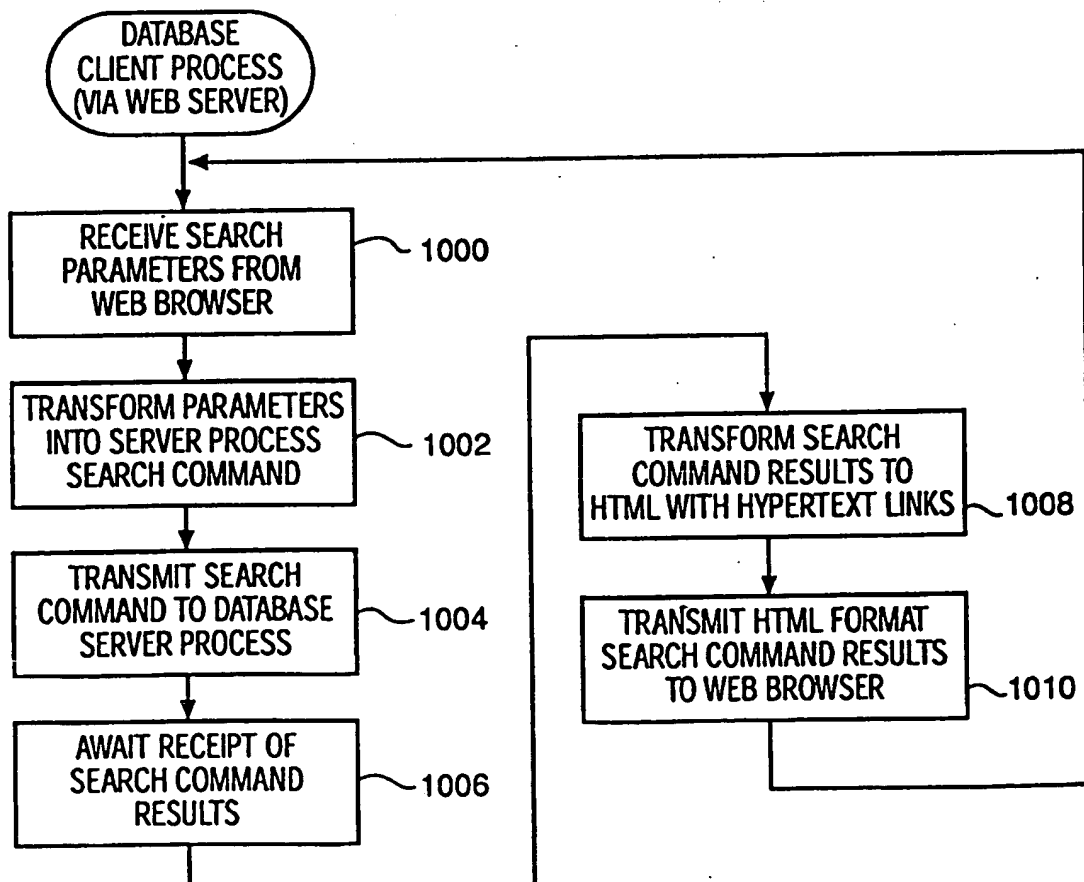 DATABASE
CLIENT PROCESS
(VIA WEB SERVER)
RECEIVE SEARCH
PARAMETERS FROM
WEB BROWSER
1000
TRANSFORM PARAMETERS
INTO SERVER PROCESS
SEARCH COMMAND
1002
TRANSMIT SEARCH
COMMAND TO DATABASE
SERVER PROCESS
1004
AWAIT RECEIPT OF
SEARCH COMMAND
RESULTS
1006
TRANSFORM SEARCH
COMMAND RESULTS TO
HTML WITH HYPERTEXT LINKS
1008
TRANSMIT HTML FORMAT
SEARCH COMMAND RESULTS
TO WEB BROWSER
1010